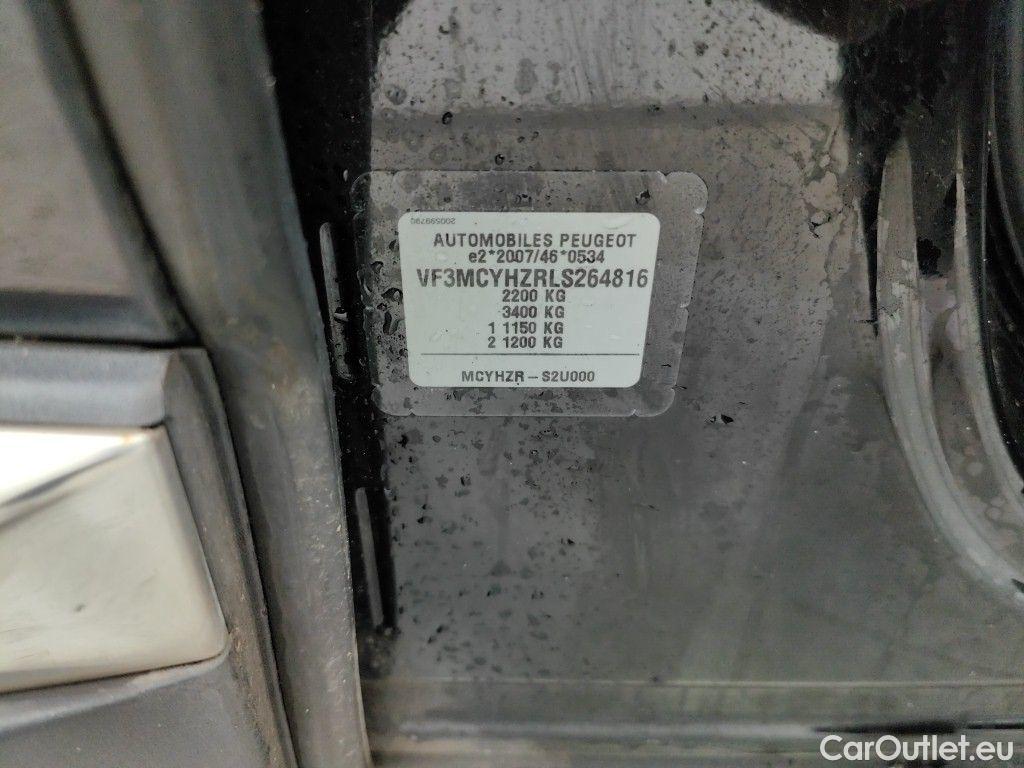 200599790
AUTOMOBILES PEUGEOT
e2*2007/46*0534
VF3MCYHZRLS264816
2200 KG
3400 KG
1 1150 KG
2 1200 KG
MCYHZR – S2U000
CarOutlet.eu